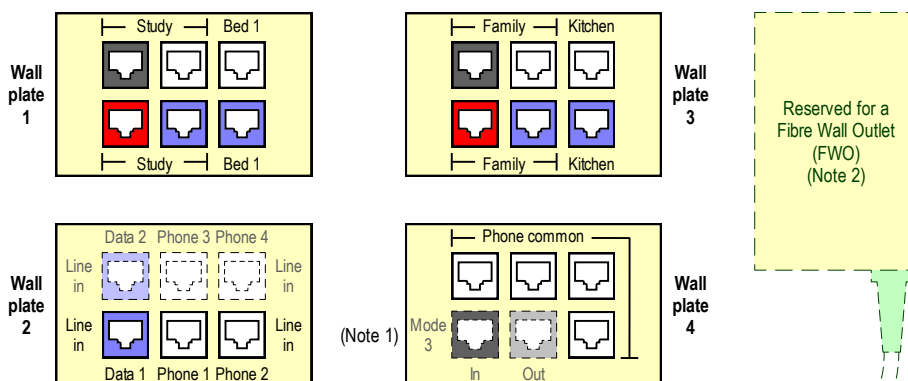 Study Bed 1
Wall
plate
1
Study Bed 1
Family Kitchen
Wall
plate
3
Family Kitchen
Reserved for a
Fibre Wall Outlet
(FWO)
(Note 2)
Data 2 Phone 3 Phone 4
Line
in
Line
in
Wall
plate
2
Line
in
Line
in
Data 1 Phone 1 Phone 2
Phone common
Wall
plate
4
(Note 1)
Mode
3
In Out